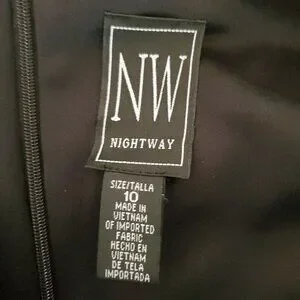 NW
NIGHTWAY
SIZE/TALLA
10
MADE IN
VIETNAM
OF IMPORTED
FABRIC
HECHO EN
VIETNAM
DE TELA
IMPORTADA